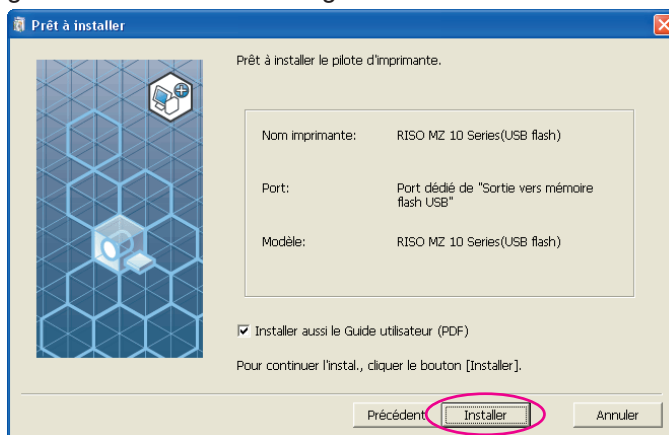 Prêt à installer
Prêt à installer le pilote d'imprimante.
Nom imprimante: RISO MZ 10 Series(USB flash)
Port: Port dédié de "Sortie vers mémoire
flash USB"
Modèle: RISO MZ 10 Series(USB flash)
Installer aussi le Guide utilisateur (PDF)
Pour continuer l'instal., cliquer le bouton [Installer].
Précédent Installer Annuler